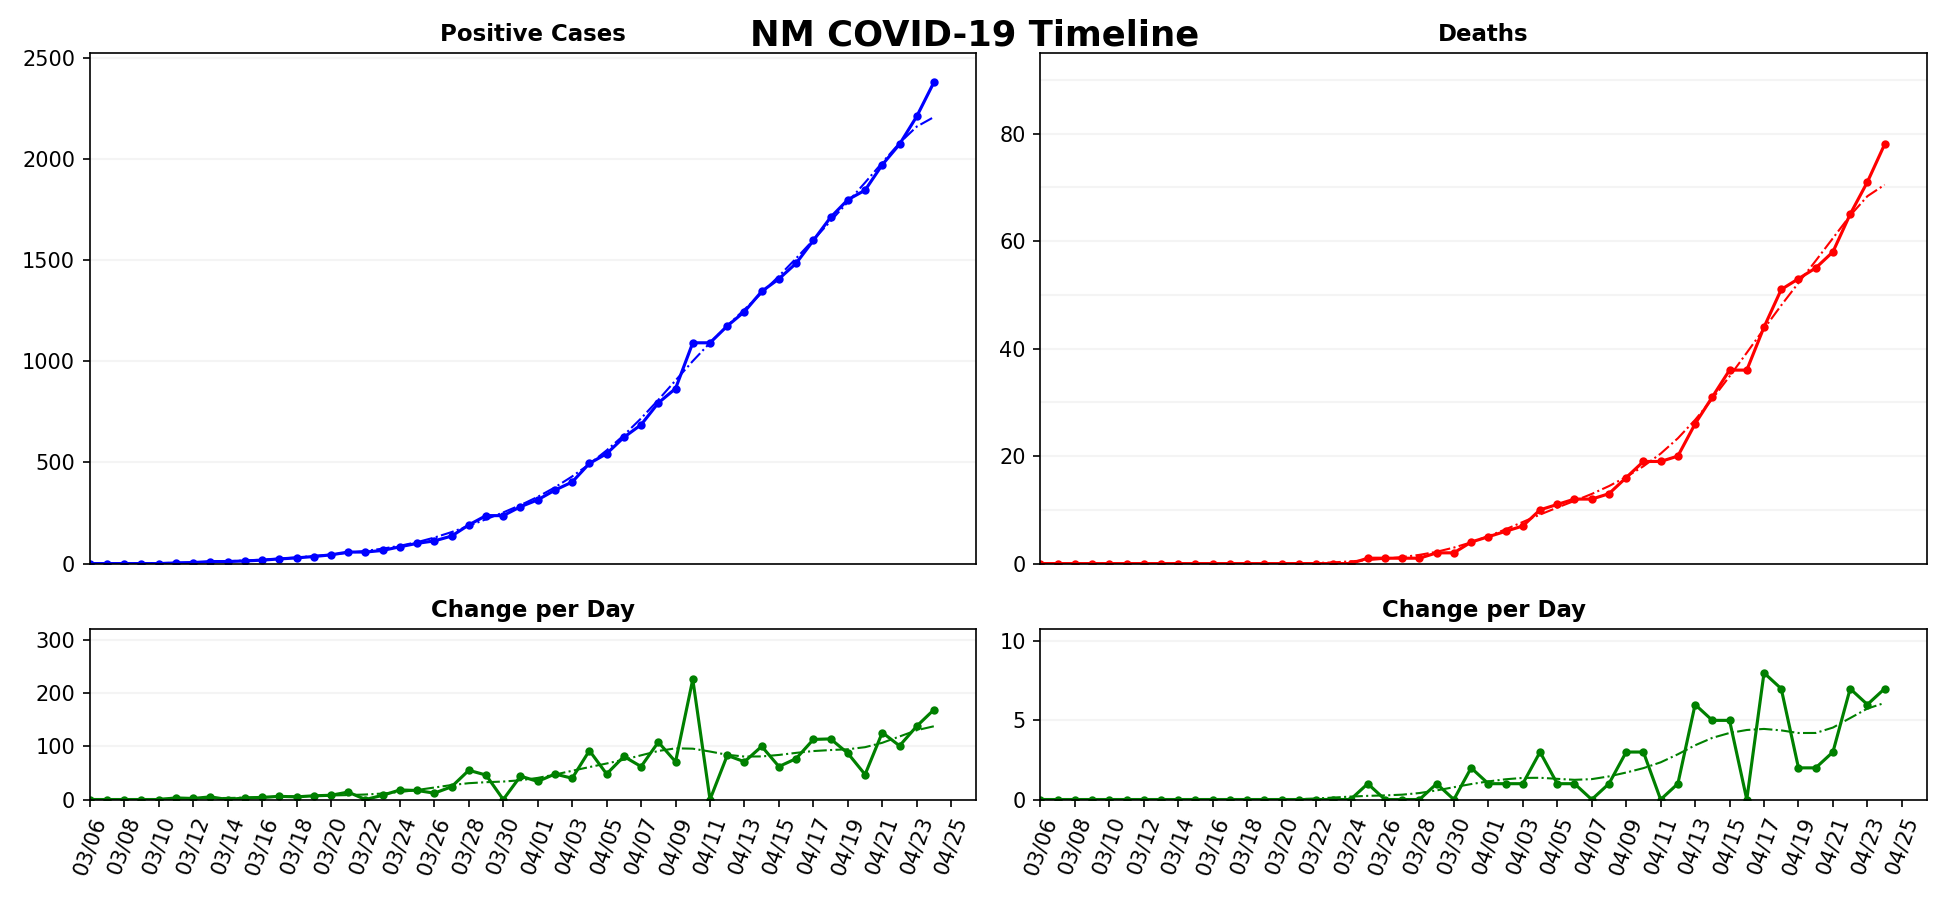 NM COVID-19 Timeline
Positive Cases
2500
2000
1500
1000
500
0
Deaths
80
60
40
20
0
Change per Day
300
200
100
0
03/06 03/08 03/10 03/12 03/14 03/16 03/18 03/20 03/22 03/24 03/26 03/28 03/30 04/01 04/03 04/05 04/07 04/09 04/11 04/13 04/15 04/17 04/19 04/21 04/23 04/25
Change per Day
10
5
0
03/06 03/08 03/10 03/12 03/14 03/16 03/18 03/20 03/22 03/24 03/26 03/28 03/30 04/01 04/03 04/05 04/07 04/09 04/11 04/13 04/15 04/17 04/19 04/21 04/23 04/25